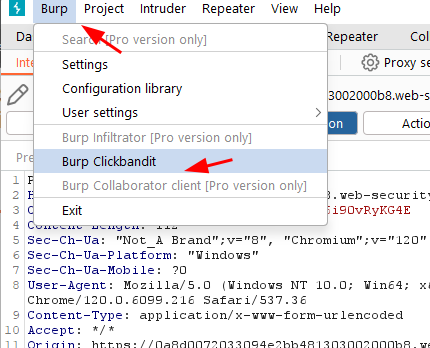 Burp Project Intruder Repeater View Help
Da Repeater Col
Search [Pro version only]
Inte Proxy se
Settings
Configuration library
3302000b8.web-s
User settings
Burp Infiltrator [Pro version only]
on Actio
Burp Clickbandit
Pre
Burp Collaborator client [Pro version only]
1 P
2 H 3.web-security
Exit
3 C 5i90vRyKG4E
4 Content-Length: 112
5 Sec-Ch-Ua: "Not_A Brand";v="8", "Chromium";v="120"
6 Sec-Ch-Ua-Platform: "Windows"
7 Sec-Ch-Ua-Mobile: ?0
8 User-Agent: Mozilla/5.0 (Windows NT 10.0; Win64; x
Chrome/120.0.6099.216 Safari/537.36
9 Content-Type: application/x-www-form-urlencoded
10 Accept: */*
11 Origin: https://0a8d0072033094e2bb481303002000b8.web